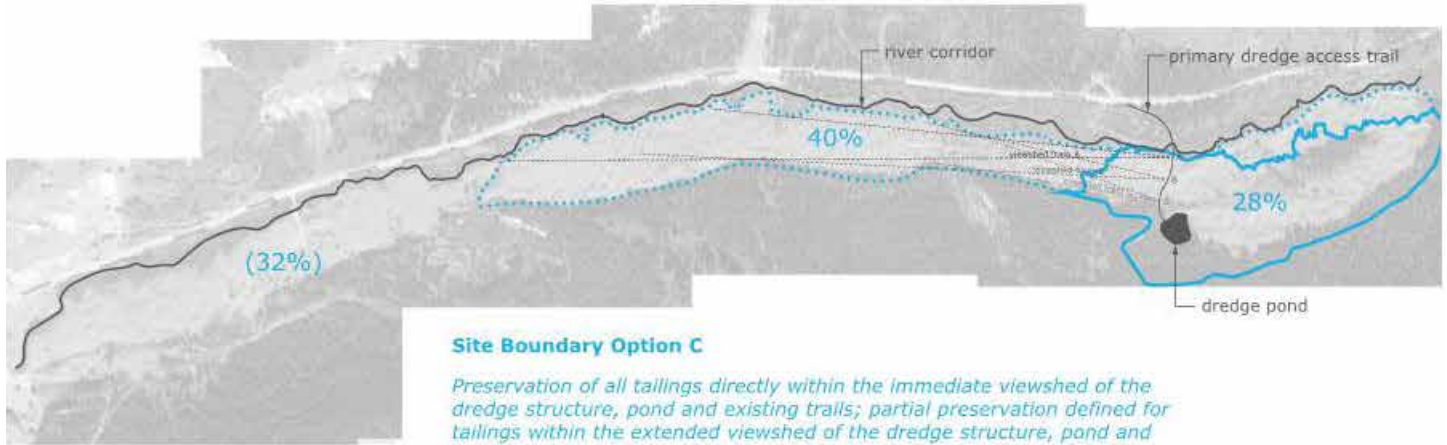 river corridor
primary dredge access trail
40%
28%
(32%)
dredge pond
Site Boundary Option C
Preservation of all tailings directly within the immediate viewshed of the
dredge structure, pond and existing trails; partial preservation defined for
tailings within the extended viewshed of the dredge structure, pond and